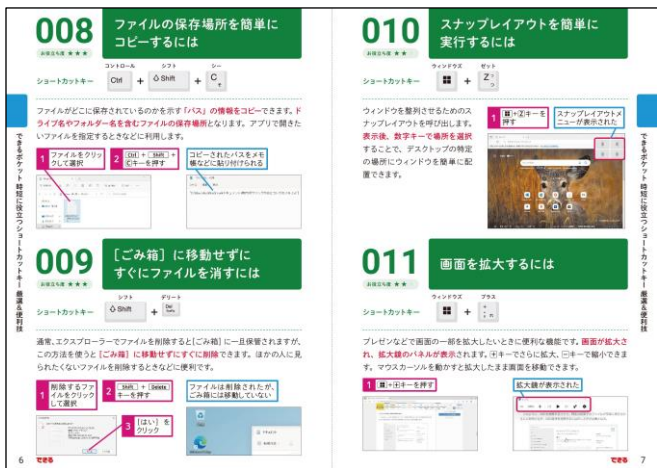 008
お役立ち度 ★★★
ファイルの保存場所を簡単に
コピーするには
ショートカットキー
コントロール
Ctrl
+
シフト
Shift
+
シー
C
ファイルがどこに保存されているのかを示す「パス」の情報をコピーできます。ド
ライブ名やフォルダー名を含むファイルの保存場所となります。アプリで開きた
いファイルを指定するときなどに利用します。
1 ファイルをクリッ
クして選択
2 Ctrl + Shift +
Cキーを押す
コピーされたパスをメモ
帳などに貼り付けられる
009
お役立ち度 ★★
[ごみ箱]に移動せずに
すぐにファイルを消すには
ショートカットキー
シフト
Shift
+
デリート
Del
通常、エクスプローラーでファイルを削除すると[ごみ箱]に一旦保管されますが、
この方法を使うと[ごみ箱]に移動せずにすぐに削除できます。ほかの人に見
られたくないファイルを削除するときなどに便利です。
1 削除するファ
イルをクリック
して選択
2 Shift + Delete
キーを押す
3 [はい]を
クリック
ファイルは削除されたが、
ごみ箱には移動していない
できるポケット 時短に役立つショートカットキー 厳選&便利技
6
できる
010
お役立ち度 ★★★
スナップレイアウトを簡単に
実行するには
ショートカットキー
ウィンドウズ
+
ゼット
Z
ウィンドウを整列させるためのス
ナップレイアウトを呼び出します。
表示後、数字キーで場所を選択
することで、デスクトップの特定
の場所にウィンドウを簡単に配
置できます。
1 +Zキーを
押す
スナップレイアウトメ
ニューが表示された
011
お役立ち度 ★★
画面を拡大するには
ショートカットキー
ウィンドウズ
+
プラス
プレゼンなどで画面の一部を拡大したいときに便利な機能です。画面が拡大さ
れ、拡大鏡のパネルが表示されます。+キーでさらに拡大、-キーで縮小できま
す。マウスカーソルを動かすと拡大したまま画面を移動できます。
1 ++キーを押す
拡大鏡が表示された
できるポケット 時短に役立つショートカットキー 厳選&便利技
できる
7